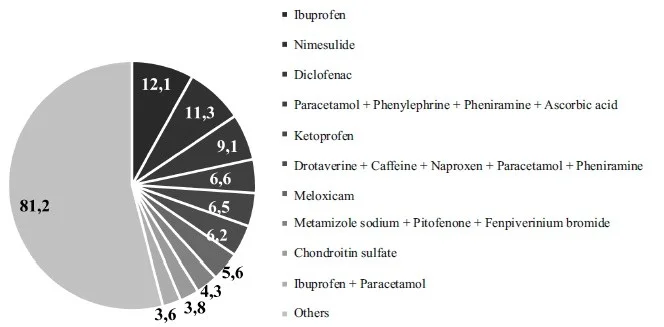 12,1
11,3
9,1
6,6
6,5
6,2
5,6
4,3
3,8
3,6
81,2
Ibuprofen
Nimesulide
Diclofenac
Paracetamol + Phenylephrine + Pheniramine + Ascorbic acid
Ketoprofen
Drotaverine + Caffeine + Naproxen + Paracetamol + Pheniramine
Meloxicam
Metamizole sodium + Pitofenone + Fenpiverinium bromide
Chondroitin sulfate
Ibuprofen + Paracetamol
Others